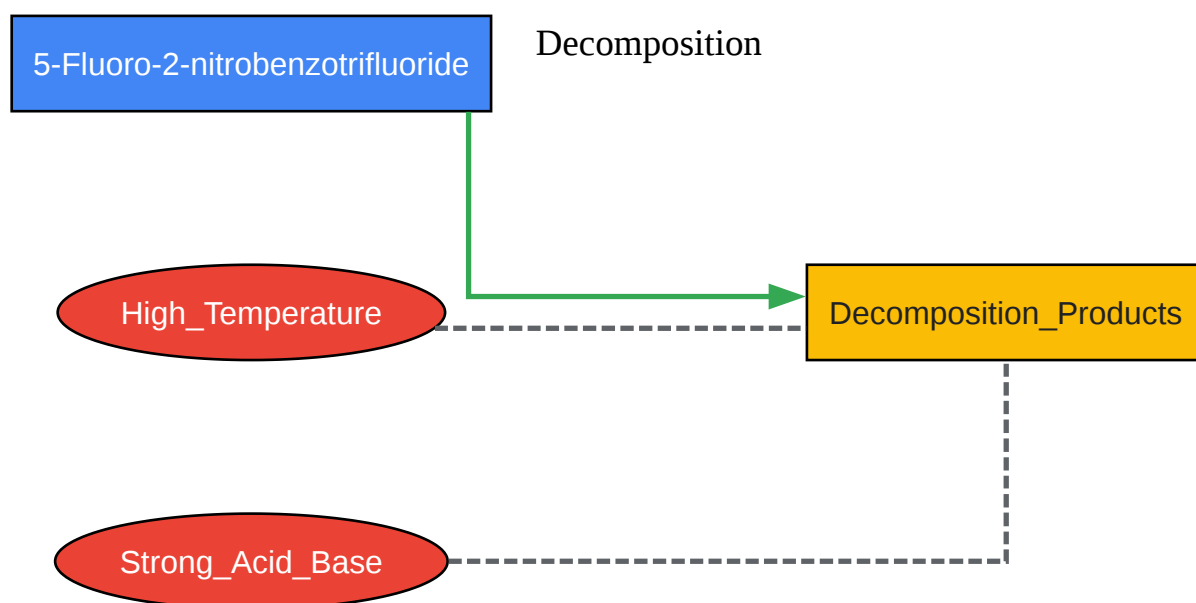 5-Fluoro-2-nitrobenzotrifluoride
Decomposition
High_Temperature
Decomposition_Products
Strong_Acid_Base